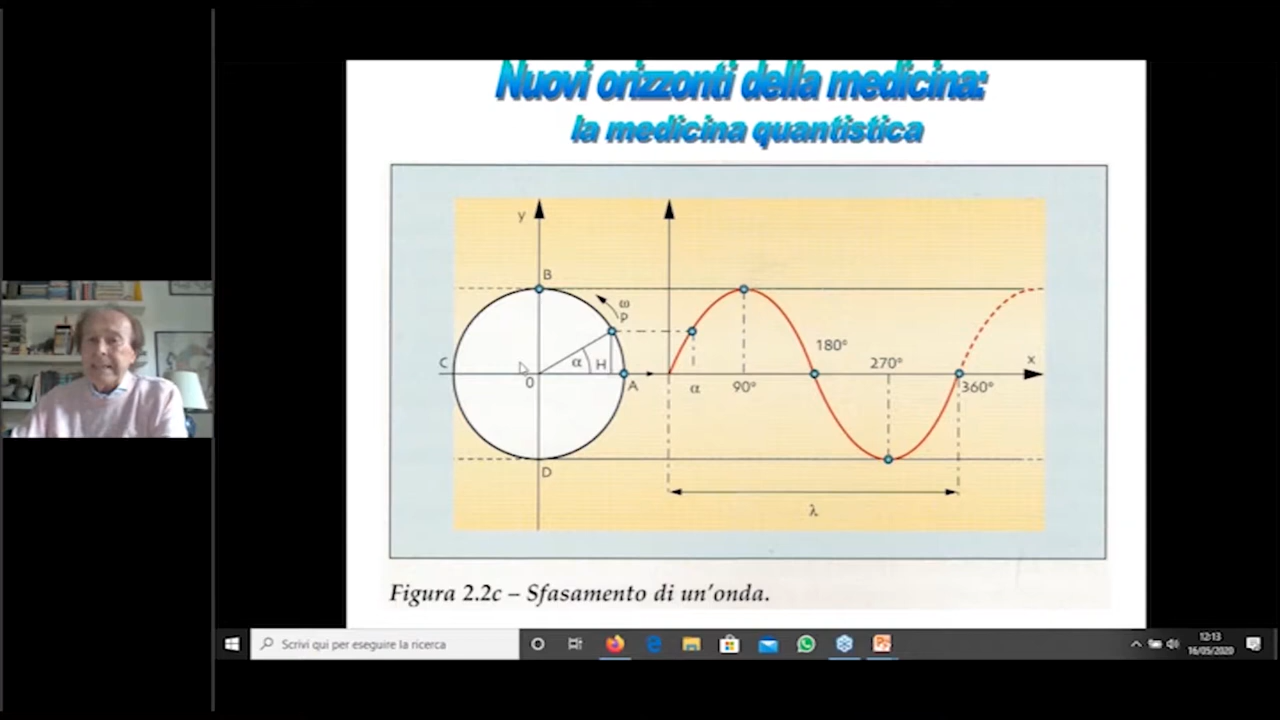 Nuovi orizzonti della medicina:
la medicina quantistica
y
B
ω
P
C
α
H
O
A
D
α
90°
180°
270°
x
360°
λ
Figura 2.2c – Sfasamento di un'onda.
Scrivi qui per eseguire la ricerca
12:13
16/05/2020